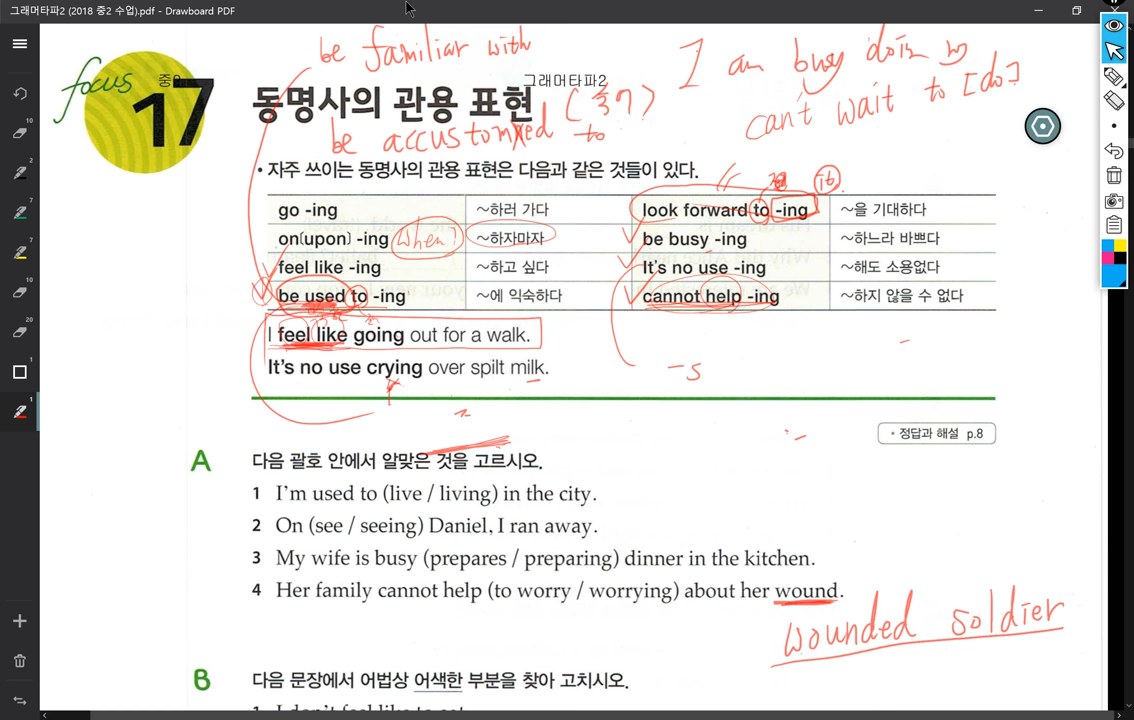 그래머타파2 (2018 중2 수업).pdf - Drawboard PDF
be familiar with
I am busy doing
focus
중2
17
그래머타파2
동명사의 관용 표현
can't wait to [do]
be accustomed to
• 자주 쓰이는 동명사의 관용 표현은 다음과 같은 것들이 있다.
go -ing ~하러 가다 look forward to -ing ~을 기대하다
on(upon) -ing when? ~하자마자 be busy -ing ~하느라 바쁘다
feel like -ing ~하고 싶다 It's no use -ing ~해도 소용없다
be used to -ing ~에 익숙하다 cannot help -ing ~하지 않을 수 없다
I feel like going out for a walk.
It's no use crying over spilt milk.
• 정답과 해설 p.8
A 다음 괄호 안에서 알맞은 것을 고르시오.
1 I'm used to (live / living) in the city.
2 On (see / seeing) Daniel, I ran away.
3 My wife is busy (prepares / preparing) dinner in the kitchen.
4 Her family cannot help (to worry / worrying) about her wound.
wounded soldier
B 다음 문장에서 어법상 어색한 부분을 찾아 고치시오.